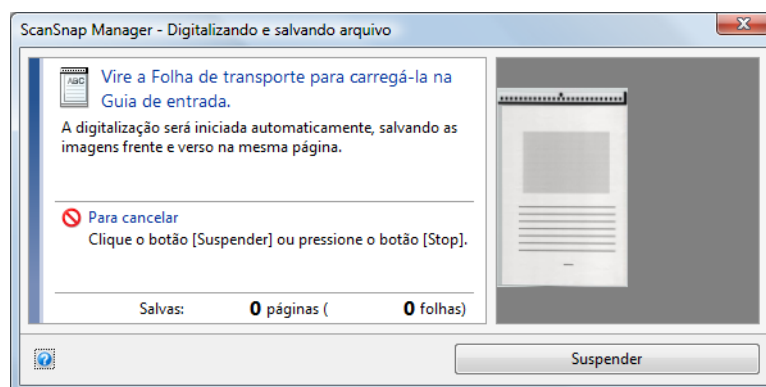 ScanSnap Manager - Digitalizando e salvando arquivo
ABC
Vire a Folha de transporte para carregá-la na
Guia de entrada.
A digitalização será iniciada automaticamente, salvando as
imagens frente e verso na mesma página.
Para cancelar
Clique o botão [Suspender] ou pressione o botão [Stop].
Salvas: 0 páginas ( 0 folhas)
?
Suspender